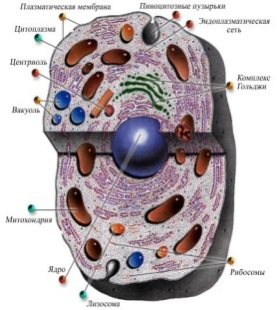 Плазматическая мембрана
Пиноцитозные пузырьки
Цитоплазма
Эндоплазматическая
сеть
Центриоль
Комплекс
Гольджи
Вакуоль
Митохондрия
Ядро
Рибосомы
Лизосома